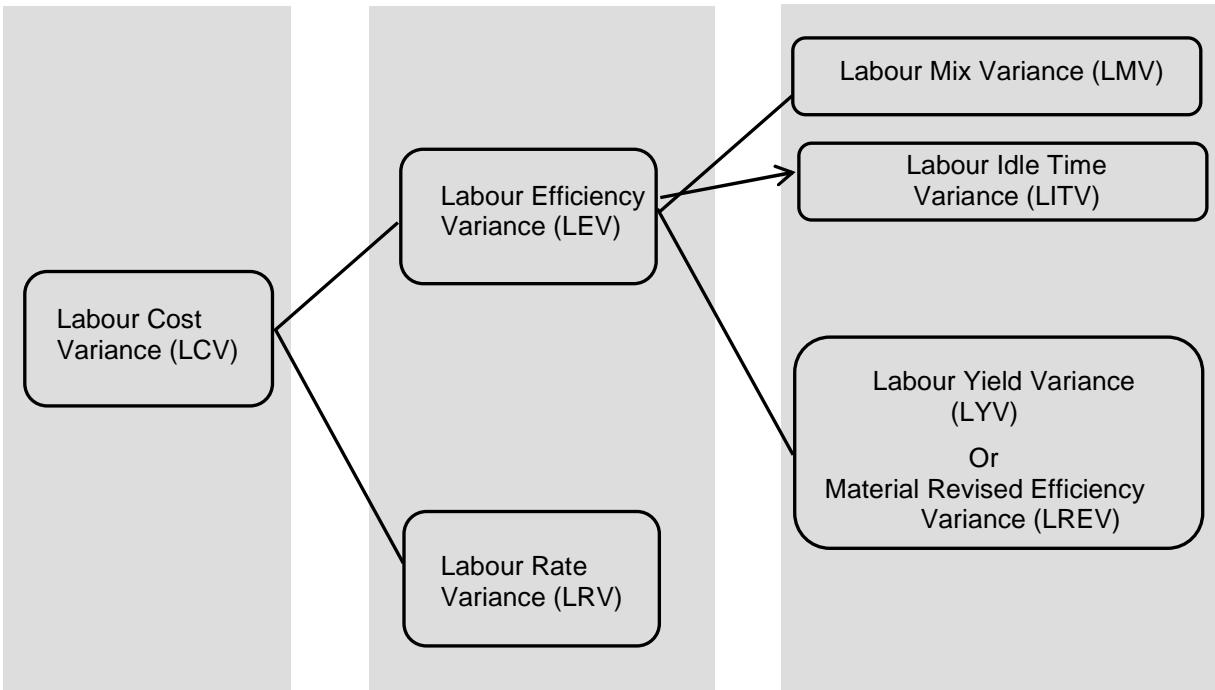 Labour Cost
Variance (LCV)
Labour Efficiency
Variance (LEV)
Labour Rate
Variance (LRV)
Labour Mix Variance (LMV)
Labour Idle Time
Variance (LITV)
Labour Yield Variance
(LYV)
Or
Material Revised Efficiency
Variance (LREV)